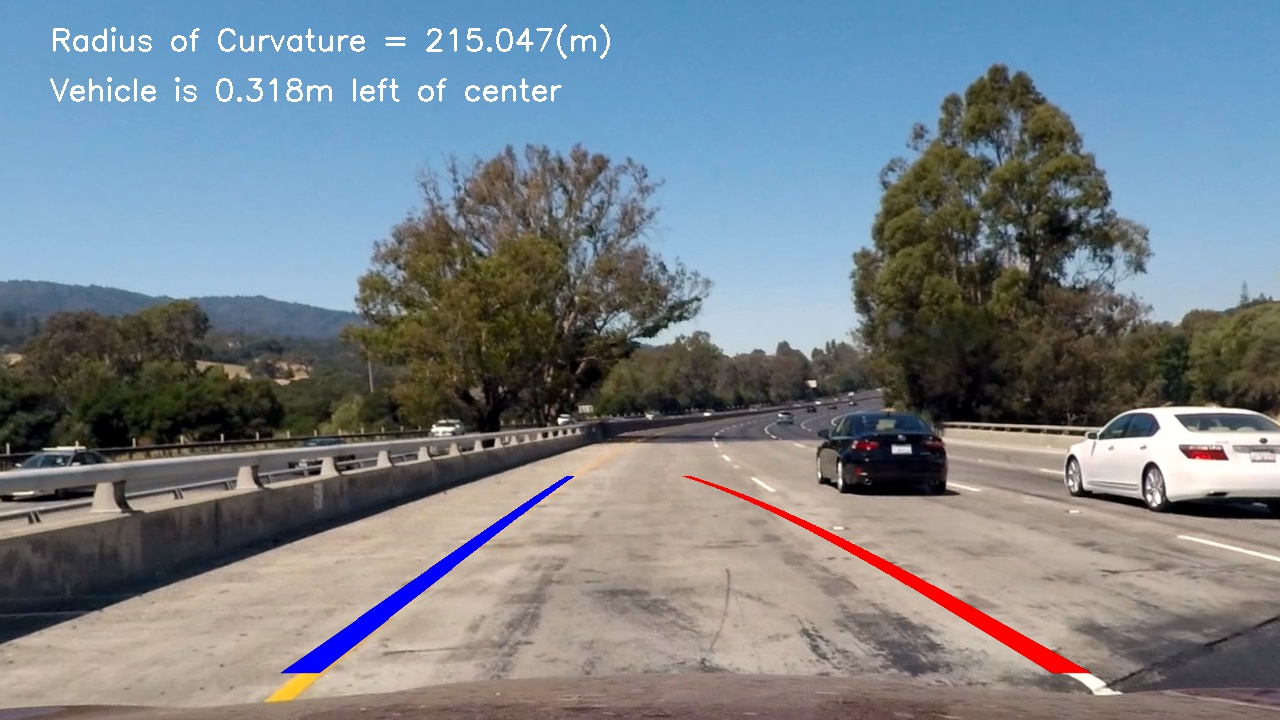 Radius of Curvature = 215.047(m)
Vehicle is 0.318m left of center